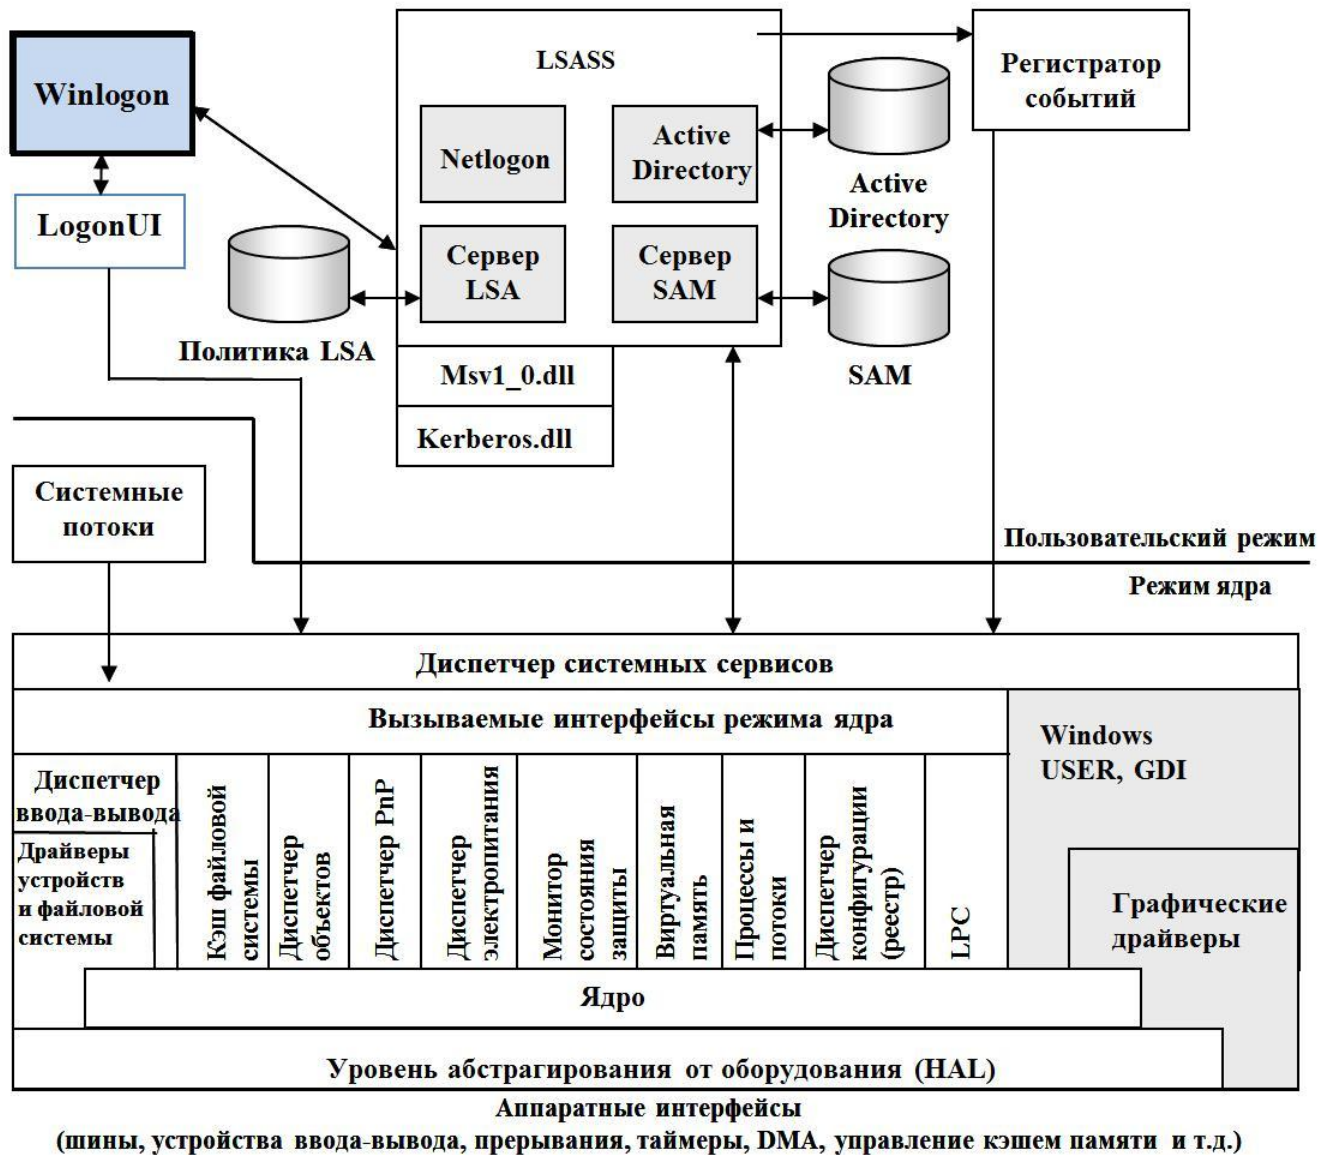 Winlogon
LogonUI
LSASS
Netlogon
Active
Directory
Сервер
LSA
Сервер
SAM
Msv1_0.dll
Kerberos.dll
Политика LSA
Active
Directory
SAM
Регистратор
событий
Системные
потоки
Пользовательский режим
Режим ядра
Диспетчер системных сервисов
Вызываемые интерфейсы режима ядра
Windows
USER, GDI
Диспетчер
ввода-вывода
Драйверы
устройств
и файловой
системы
Кэш файловой
системы
Диспетчер
объектов
Диспетчер PnP
Диспетчер
электропитания
Монитор
состояния
защиты
Виртуальная
память
Процессы и
потоки
Диспетчер
конфигурации
(реестр)
LPC
Графические
драйверы
Ядро
Уровень абстрагирования от оборудования (HAL)
Аппаратные интерфейсы
(шины, устройства ввода-вывода, прерывания, таймеры, DMA, управление кэшем памяти и т.д.)